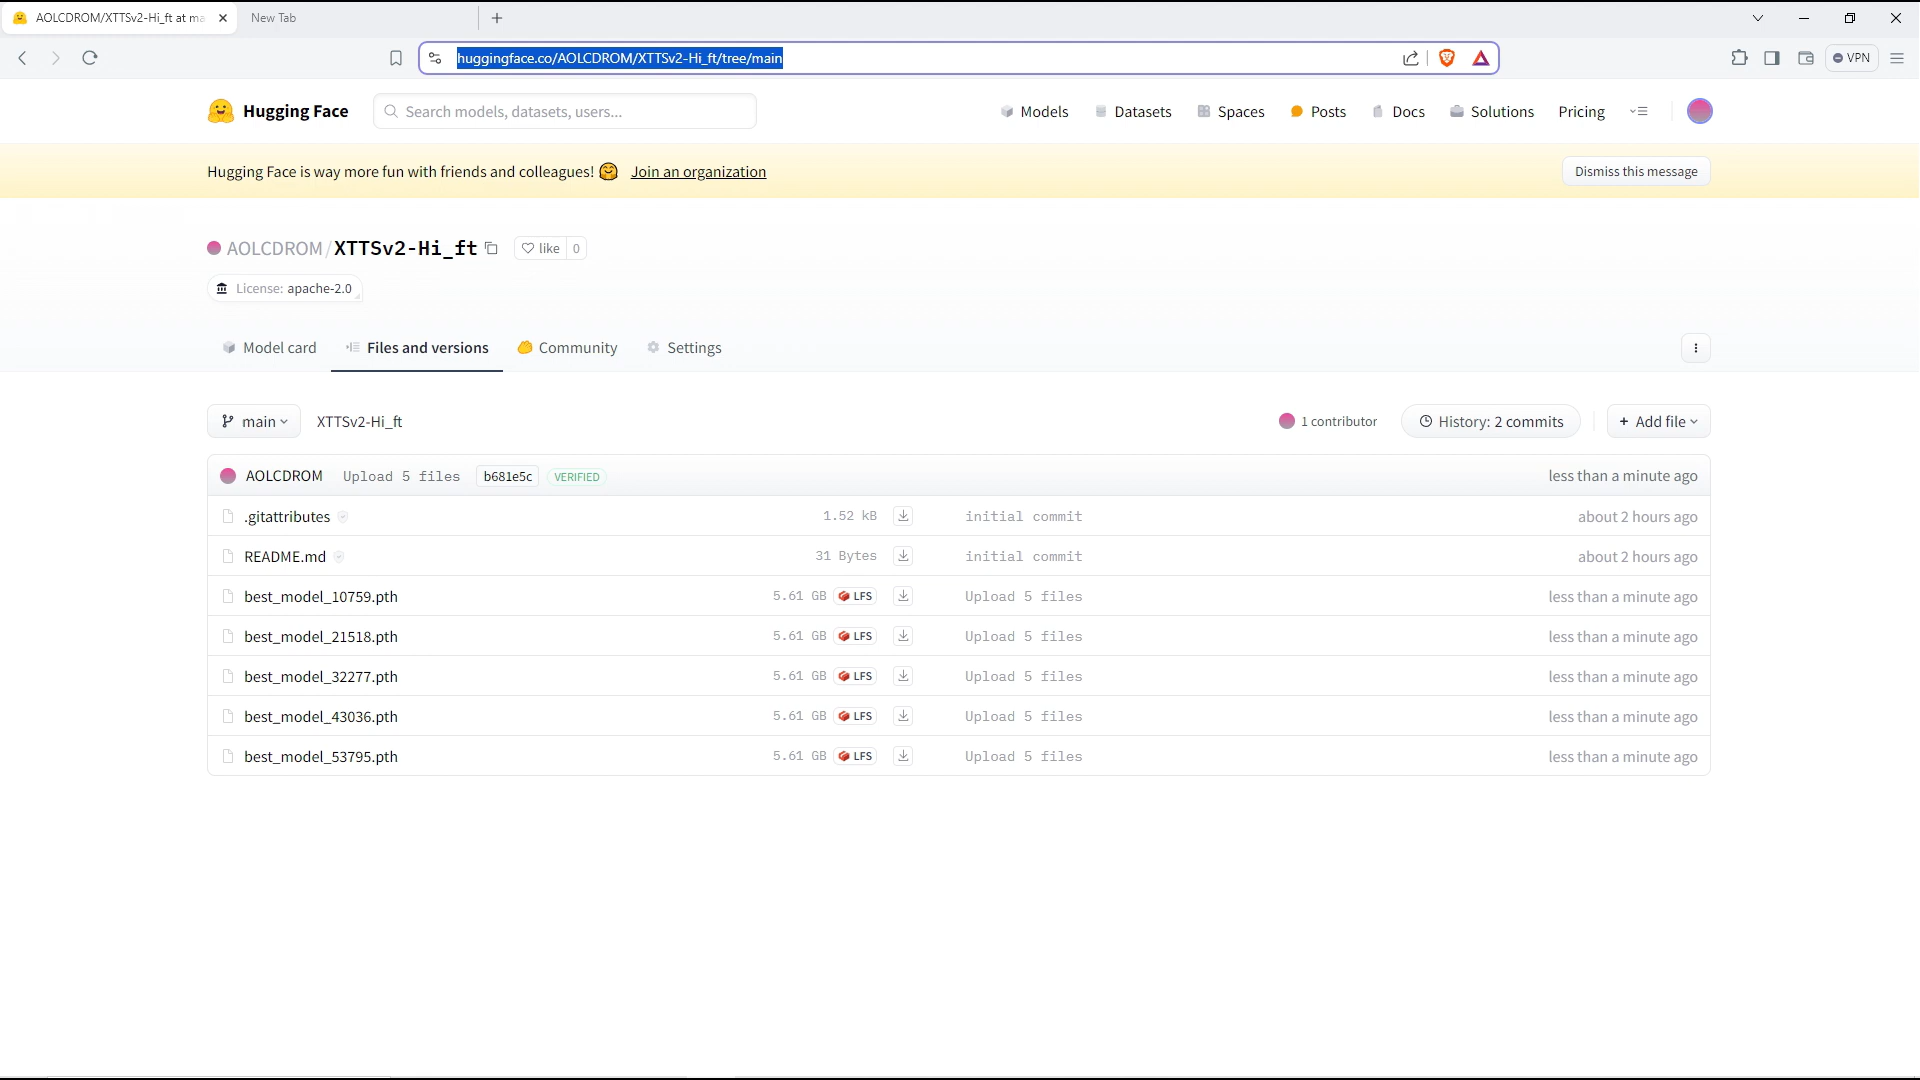 AOLCDROM/XTTSv2-Hi_ft at ma
New Tab
huggingface.co/AOLCDROM/XTTSv2-Hi_ft/tree/main
VPN
Hugging Face
Search models, datasets, users...
Models
Datasets
Spaces
Posts
Docs
Solutions
Pricing
Hugging Face is way more fun with friends and colleagues! 🤗 Join an organization
Dismiss this message
AOLCDROM/XTTSv2-Hi_ft
like 0
License: apache-2.0
Model card
Files and versions
Community
Settings
main
XTTSv2-Hi_ft
1 contributor
History: 2 commits
+ Add file
AOLCDROM Upload 5 files b681e5c VERIFIED less than a minute ago
.gitattributes 1.52 kB initial commit about 2 hours ago
README.md 31 Bytes initial commit about 2 hours ago
best_model_10759.pth 5.61 GB LFS Upload 5 files less than a minute ago
best_model_21518.pth 5.61 GB LFS Upload 5 files less than a minute ago
best_model_32277.pth 5.61 GB LFS Upload 5 files less than a minute ago
best_model_43036.pth 5.61 GB LFS Upload 5 files less than a minute ago
best_model_53795.pth 5.61 GB LFS Upload 5 files less than a minute ago